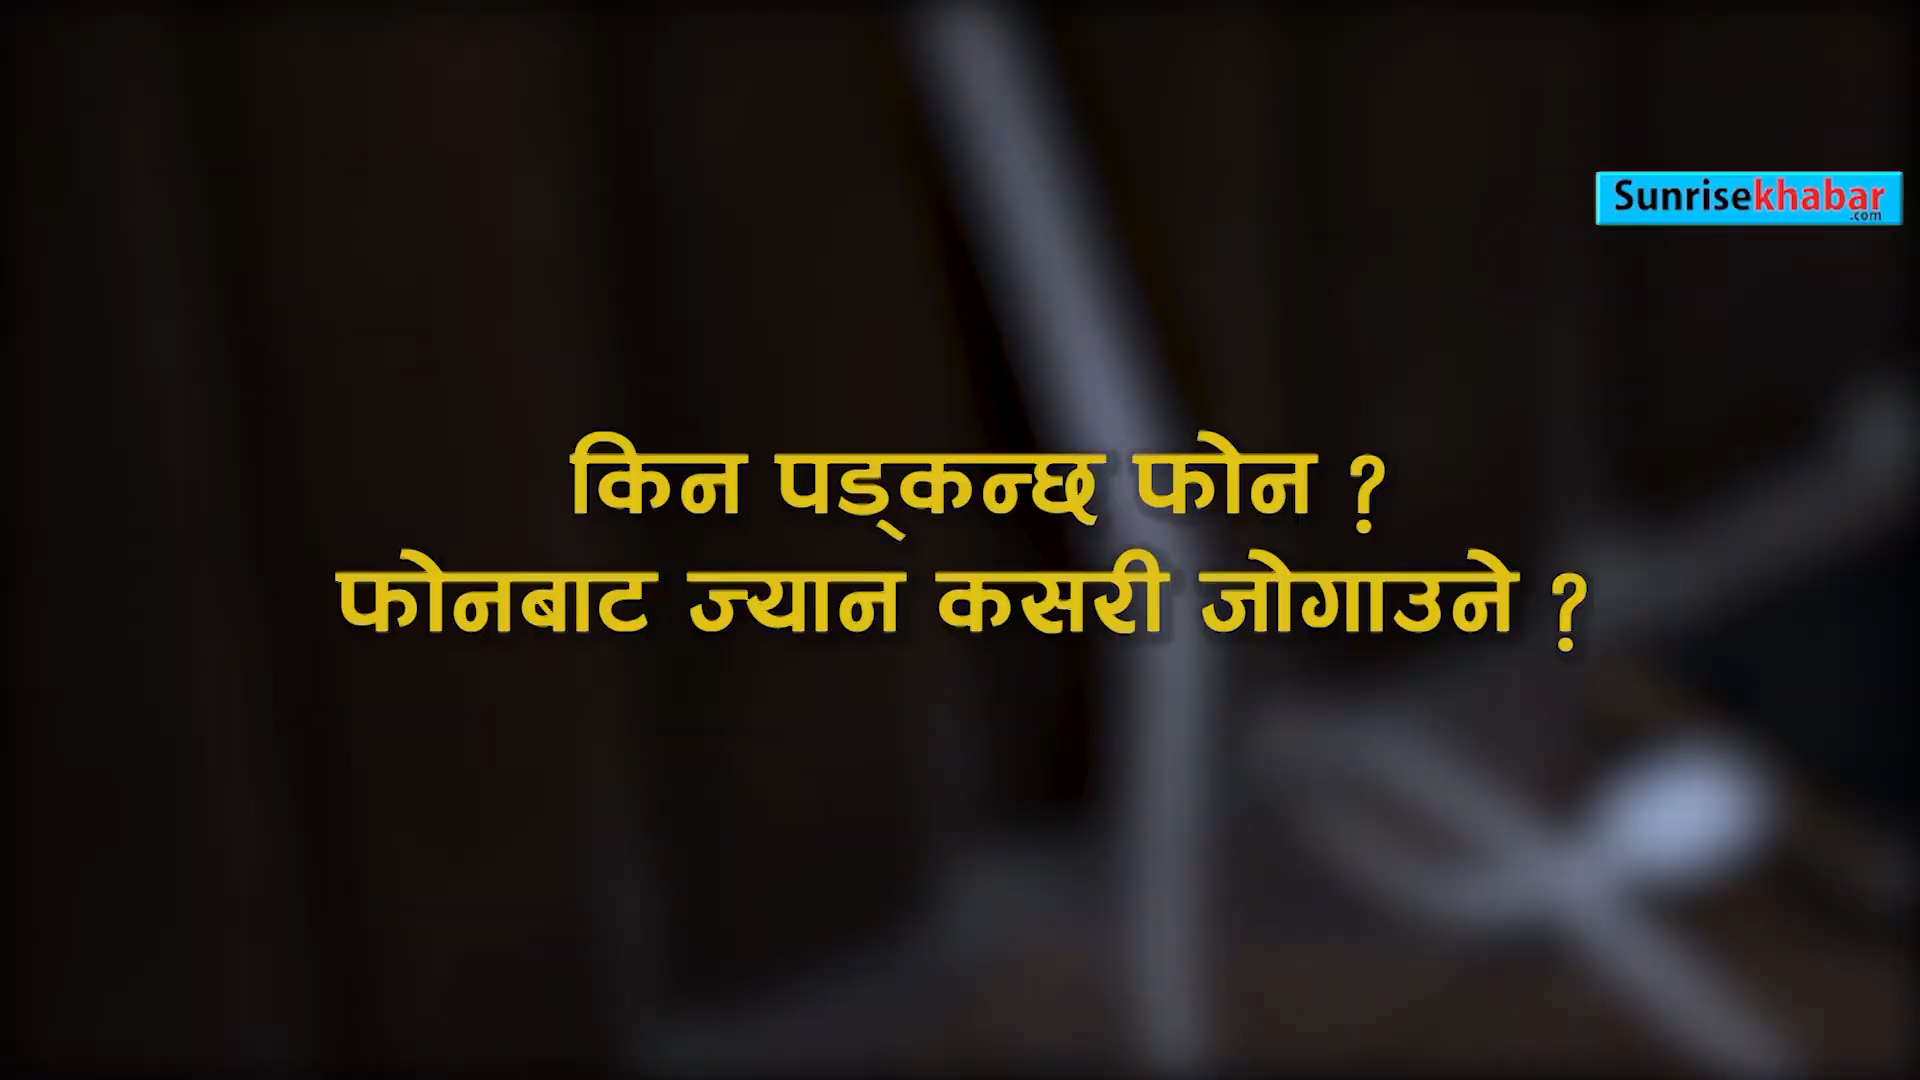 Sunrisekhabar
.com
किन पड्कन्छ फोन ?
फोनबाट ज्यान कसरी जोगाउने ?